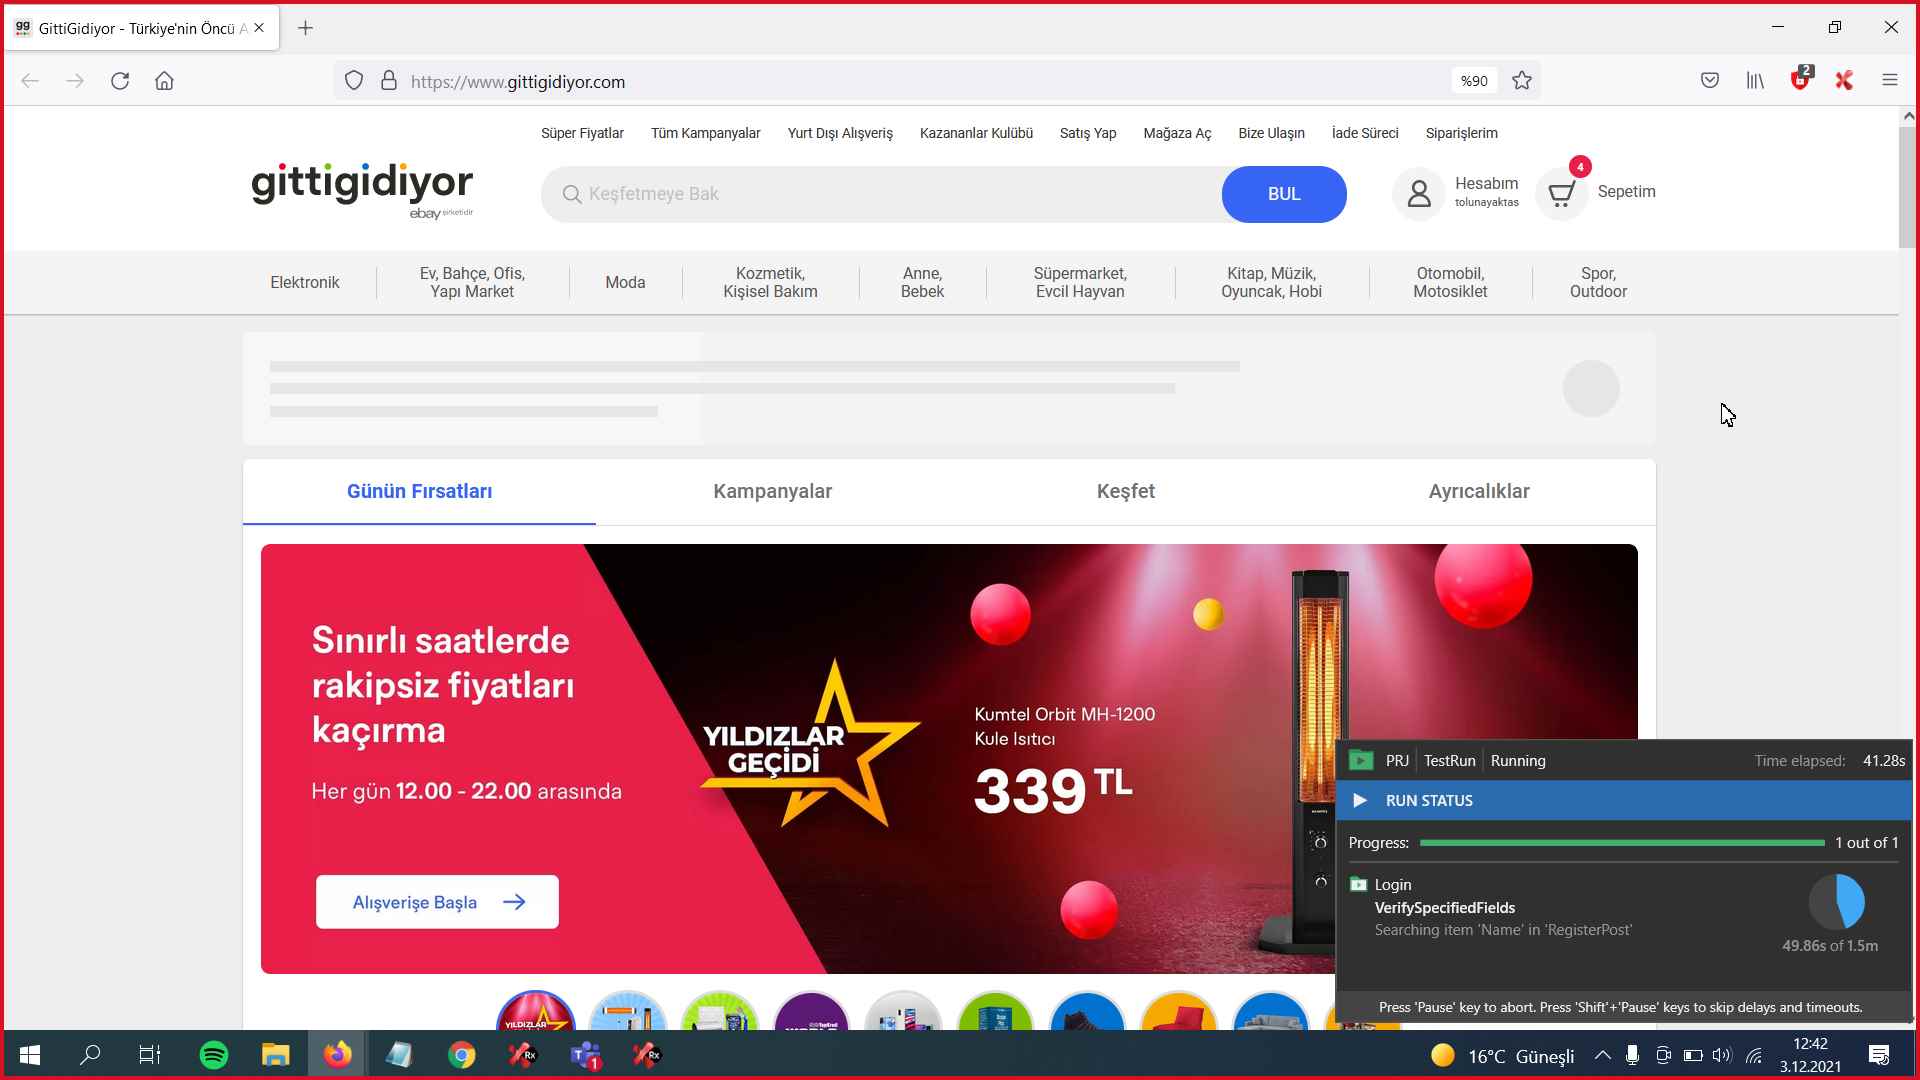 GittiGidiyor - Türkiye'nin Öncü A
https://www.gittigidiyor.com
%90
2
Süper Fiyatlar
Tüm Kampanyalar
Yurt Dışı Alışveriş
Kazananlar Kulübü
Satış Yap
Mağaza Aç
Bize Ulaşın
İade Süreci
Siparişlerim
gittigidiyor
ebay şirketidir
Keşfetmeye Bak
BUL
Hesabım
tolunayaktas
4
Sepetim
Elektronik
Ev, Bahçe, Ofis,
Yapı Market
Moda
Kozmetik,
Kişisel Bakım
Anne,
Bebek
Süpermarket,
Evcil Hayvan
Kitap, Müzik,
Oyuncak, Hobi
Otomobil,
Motosiklet
Spor,
Outdoor
Günün Fırsatları
Kampanyalar
Keşfet
Ayrıcalıklar
Sınırlı saatlerde
rakipsiz fiyatları
kaçırma
Her gün 12.00 - 22.00 arasında
Alışverişe Başla
YILDIZLAR
GEÇİDİ
Kumtel Orbit MH-1200
Kule Isıtıcı
339 TL
PRJ
TestRun
Running
Time elapsed: 41.28s
RUN STATUS
Progress:
1 out of 1
Login
VerifySpecifiedFields
Searching item 'Name' in 'RegisterPost'
49.86s of 1.5m
Press 'Pause' key to abort. Press 'Shift'+'Pause' keys to skip delays and timeouts.
YILDIZLAR
Rx
1
Rx
16°C Güneşli
12:42
3.12.2021